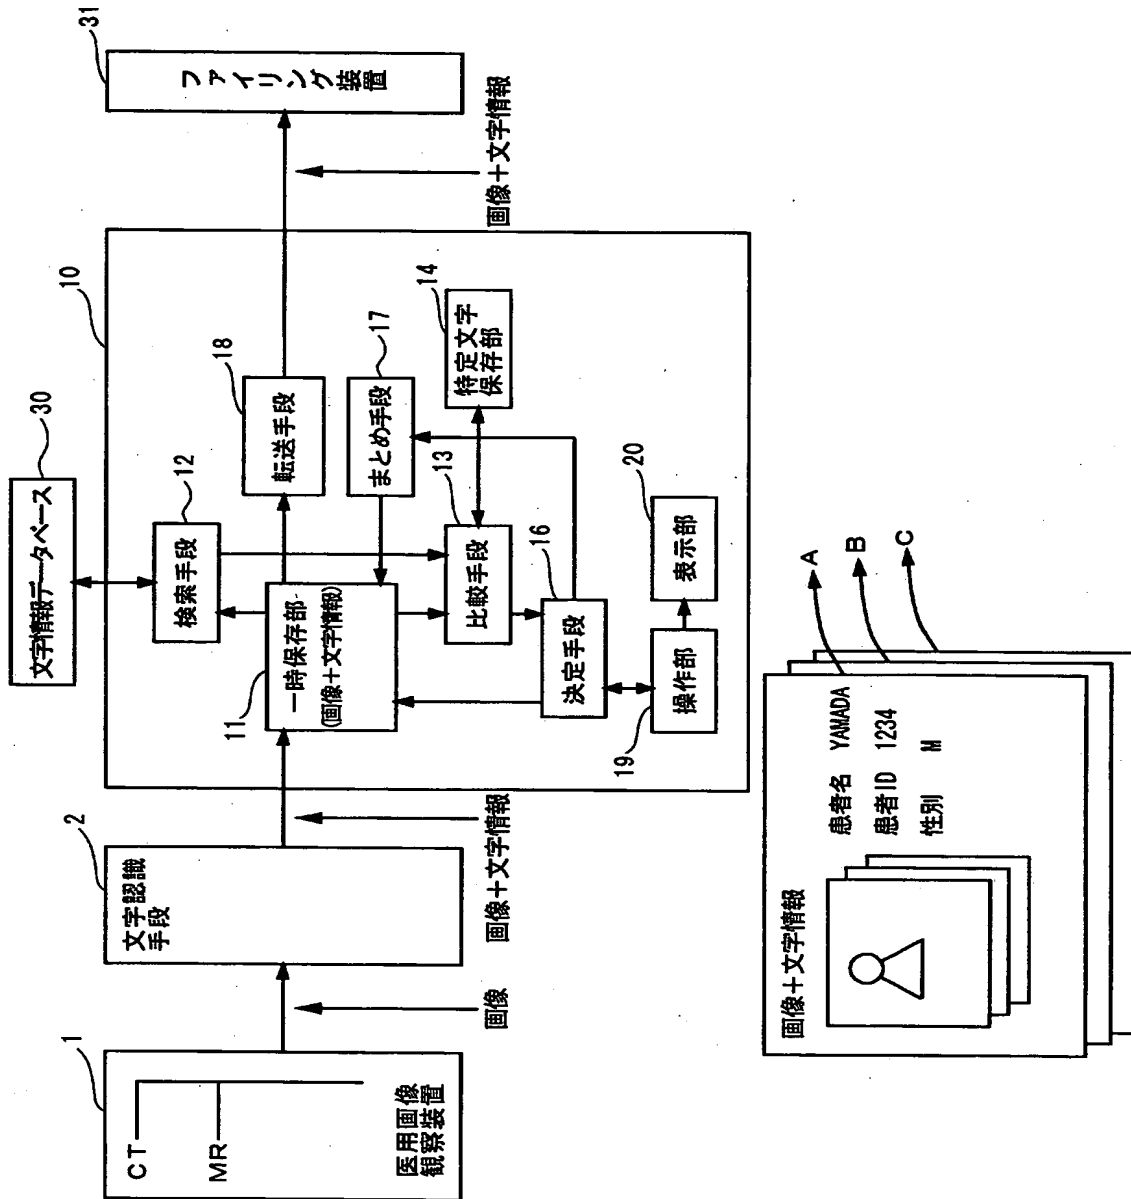 1
CT
MR
医用画像
観察装置
画像
2
文字認識
手段
画像＋文字情報
10
11
一時保存部
(画像＋文字情報)
文字情報データベース
30
検索手段
12
転送手段
18
まとめ手段
17
比較手段
13
特定文字
保存部
14
決定手段
16
操作部
19
表示部
20
画像＋文字情報
ファイリング装置
31
画像＋文字情報
患者名 YAMADA
患者ID 1234
性別 M
A
B
C